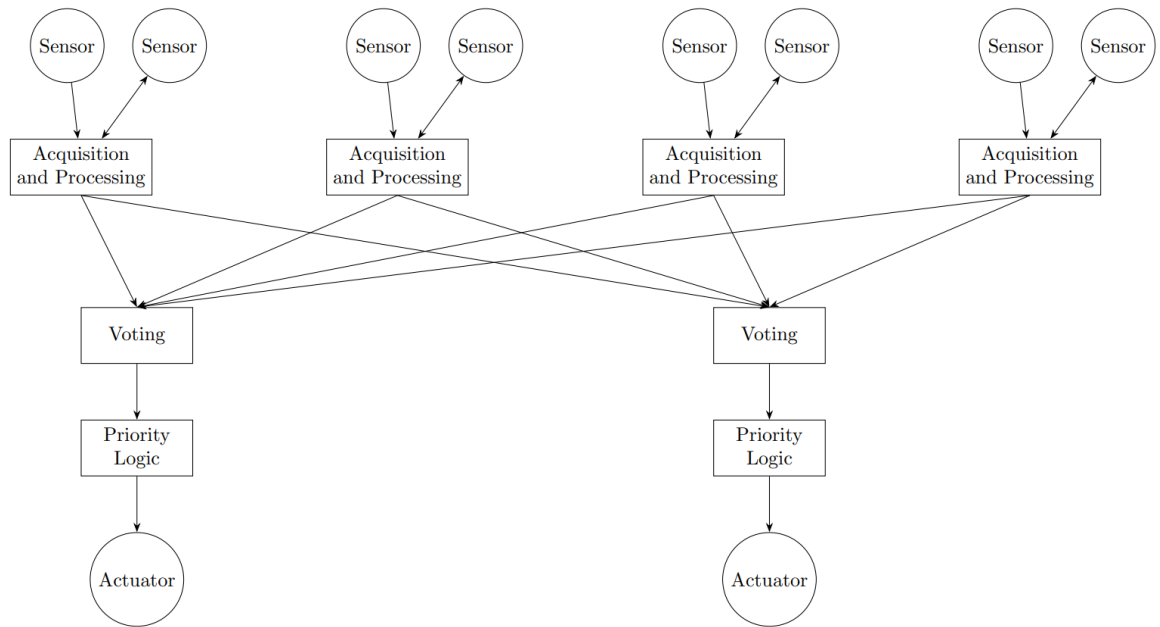 Sensor
Sensor
Sensor
Sensor
Sensor
Sensor
Sensor
Sensor
Acquisition
and Processing
Acquisition
and Processing
Acquisition
and Processing
Acquisition
and Processing
Voting
Voting
Priority
Logic
Priority
Logic
Actuator
Actuator